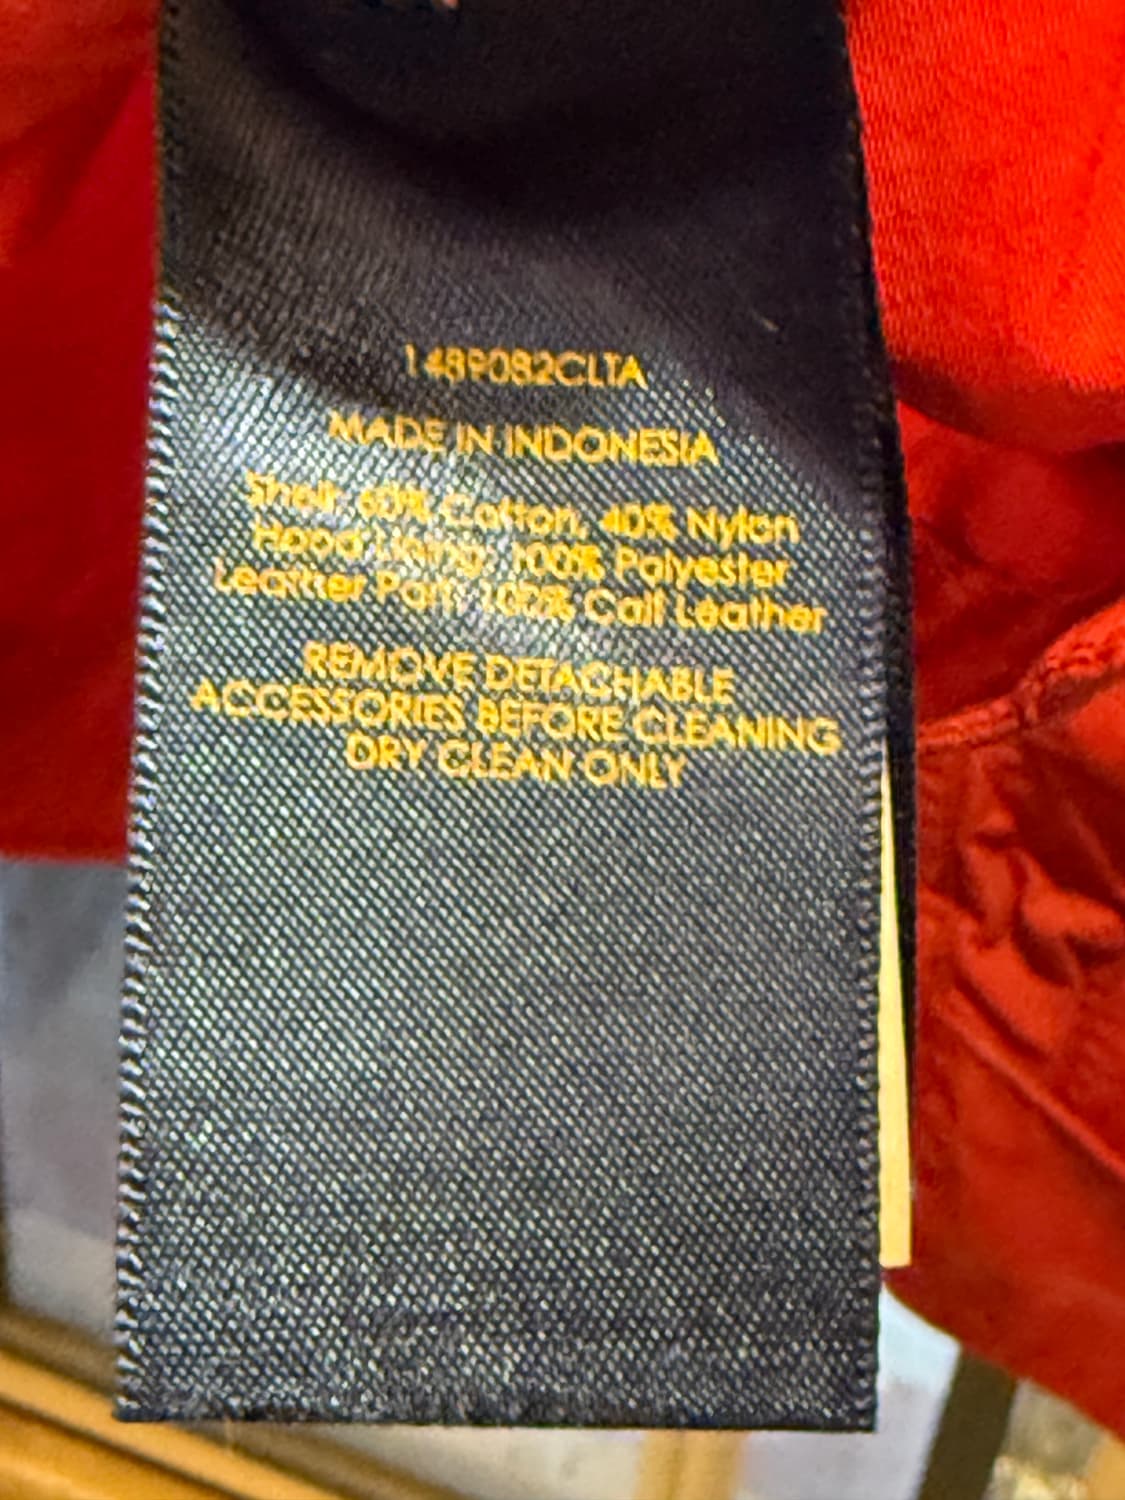 1489082CLTA
MADE IN INDONESIA
Shell: 60% Cotton, 40% Nylon
Hood Lining: 100% Polyester
Leather Part: 100% Calf Leather
REMOVE DETACHABLE
ACCESSORIES BEFORE CLEANING
DRY CLEAN ONLY